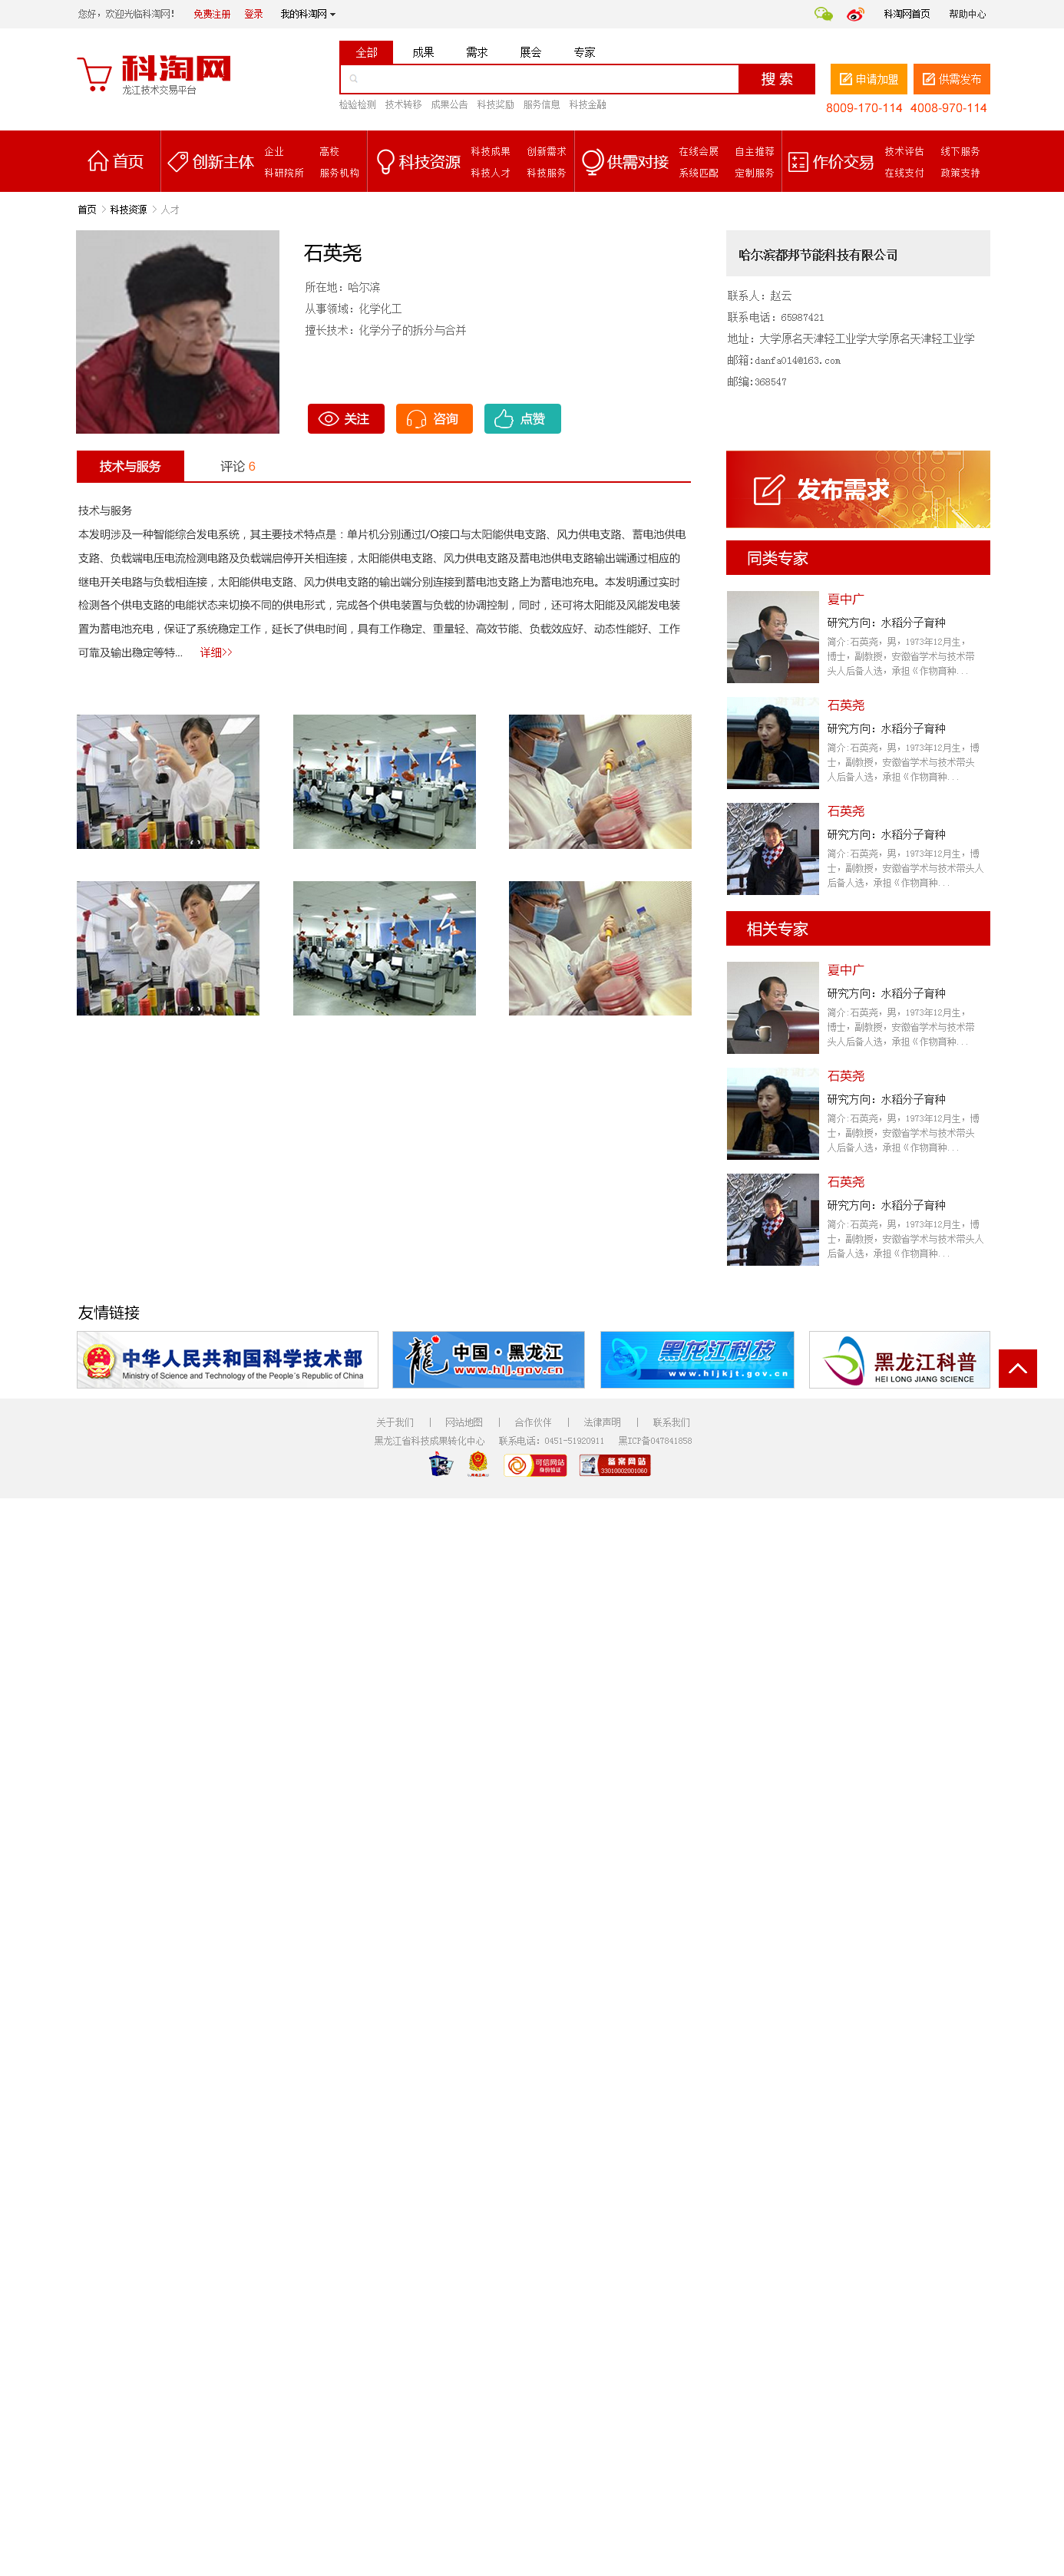 您好，欢迎光临科淘网！ 免费注册 登录 我的科淘网 科淘网首页 帮助中心
全部 成果 需求 展会 专家
科淘网
龙江技术交易平台
搜 索
申请加盟 供需发布
检验检测 技术转移 成果公告 科技奖励 服务信息 科技金融
8009-170-114 4008-970-114
首页 创新主体 企业 高校 科研院所 服务机构
科技资源 科技成果 创新需求 科技人才 科技服务
供需对接 在线会展 自主推荐 系统匹配 定制服务
作价交易 技术评估 线下服务 在线支付 政策支持
首页 > 科技资源 > 人才
石英尧
所在地：哈尔滨
从事领域：化学化工
擅长技术：化学分子的拆分与合并
关注 咨询 点赞
哈尔滨都邦节能科技有限公司
联系人：赵云
联系电话：65987421
地址：大学原名天津轻工业学大学原名天津轻工业学
邮箱:danfa014@163.com
邮编:368547
技术与服务 评论 6
技术与服务
本发明涉及一种智能综合发电系统，其主要技术特点是：单片机分别通过I/O接口与太阳能供电支路、风力供电支路、蓄电池供电
支路、负载端电压电流检测电路及负载端启停开关相连接，太阳能供电支路、风力供电支路及蓄电池供电支路输出端通过相应的
继电开关电路与负载相连接，太阳能供电支路、风力供电支路的输出端分别连接到蓄电池支路上为蓄电池充电。本发明通过实时
检测各个供电支路的电能状态来切换不同的供电形式，完成各个供电装置与负载的协调控制，同时，还可将太阳能及风能发电装
置为蓄电池充电，保证了系统稳定工作，延长了供电时间，具有工作稳定、重量轻、高效节能、负载效应好、动态性能好、工作
可靠及输出稳定等特... 详细>>
发布需求
同类专家
夏中广
研究方向：水稻分子育种
简介:石英尧，男，1973年12月生，
博士，副教授，安徽省学术与技术带
头人后备人选，承担《作物育种...
石英尧
研究方向：水稻分子育种
简介:石英尧，男，1973年12月生，博
士，副教授，安徽省学术与技术带头
人后备人选，承担《作物育种...
石英尧
研究方向：水稻分子育种
简介:石英尧，男，1973年12月生，博
士，副教授，安徽省学术与技术带头人
后备人选，承担《作物育种...
相关专家
夏中广
研究方向：水稻分子育种
简介:石英尧，男，1973年12月生，
博士，副教授，安徽省学术与技术带
头人后备人选，承担《作物育种...
石英尧
研究方向：水稻分子育种
简介:石英尧，男，1973年12月生，博
士，副教授，安徽省学术与技术带头
人后备人选，承担《作物育种...
石英尧
研究方向：水稻分子育种
简介:石英尧，男，1973年12月生，博
士，副教授，安徽省学术与技术带头人
后备人选，承担《作物育种...
友情链接
中华人民共和国科学技术部
Ministry of Science and Technology of the People's Republic of China
龙 中国·黑龙江
www.hlj.gov.cn
黑龙江科技
www.hljkjt.gov.cn
黑龙江科普
HEI LONG JIANG SCIENCE
关于我们 | 网站地图 | 合作伙伴 | 法律声明 | 联系我们
黑龙江省科技成果转化中心 联系电话：0451-51920911 黑ICP备047841858
可信网站
身份验证
备案网站
33010002001060